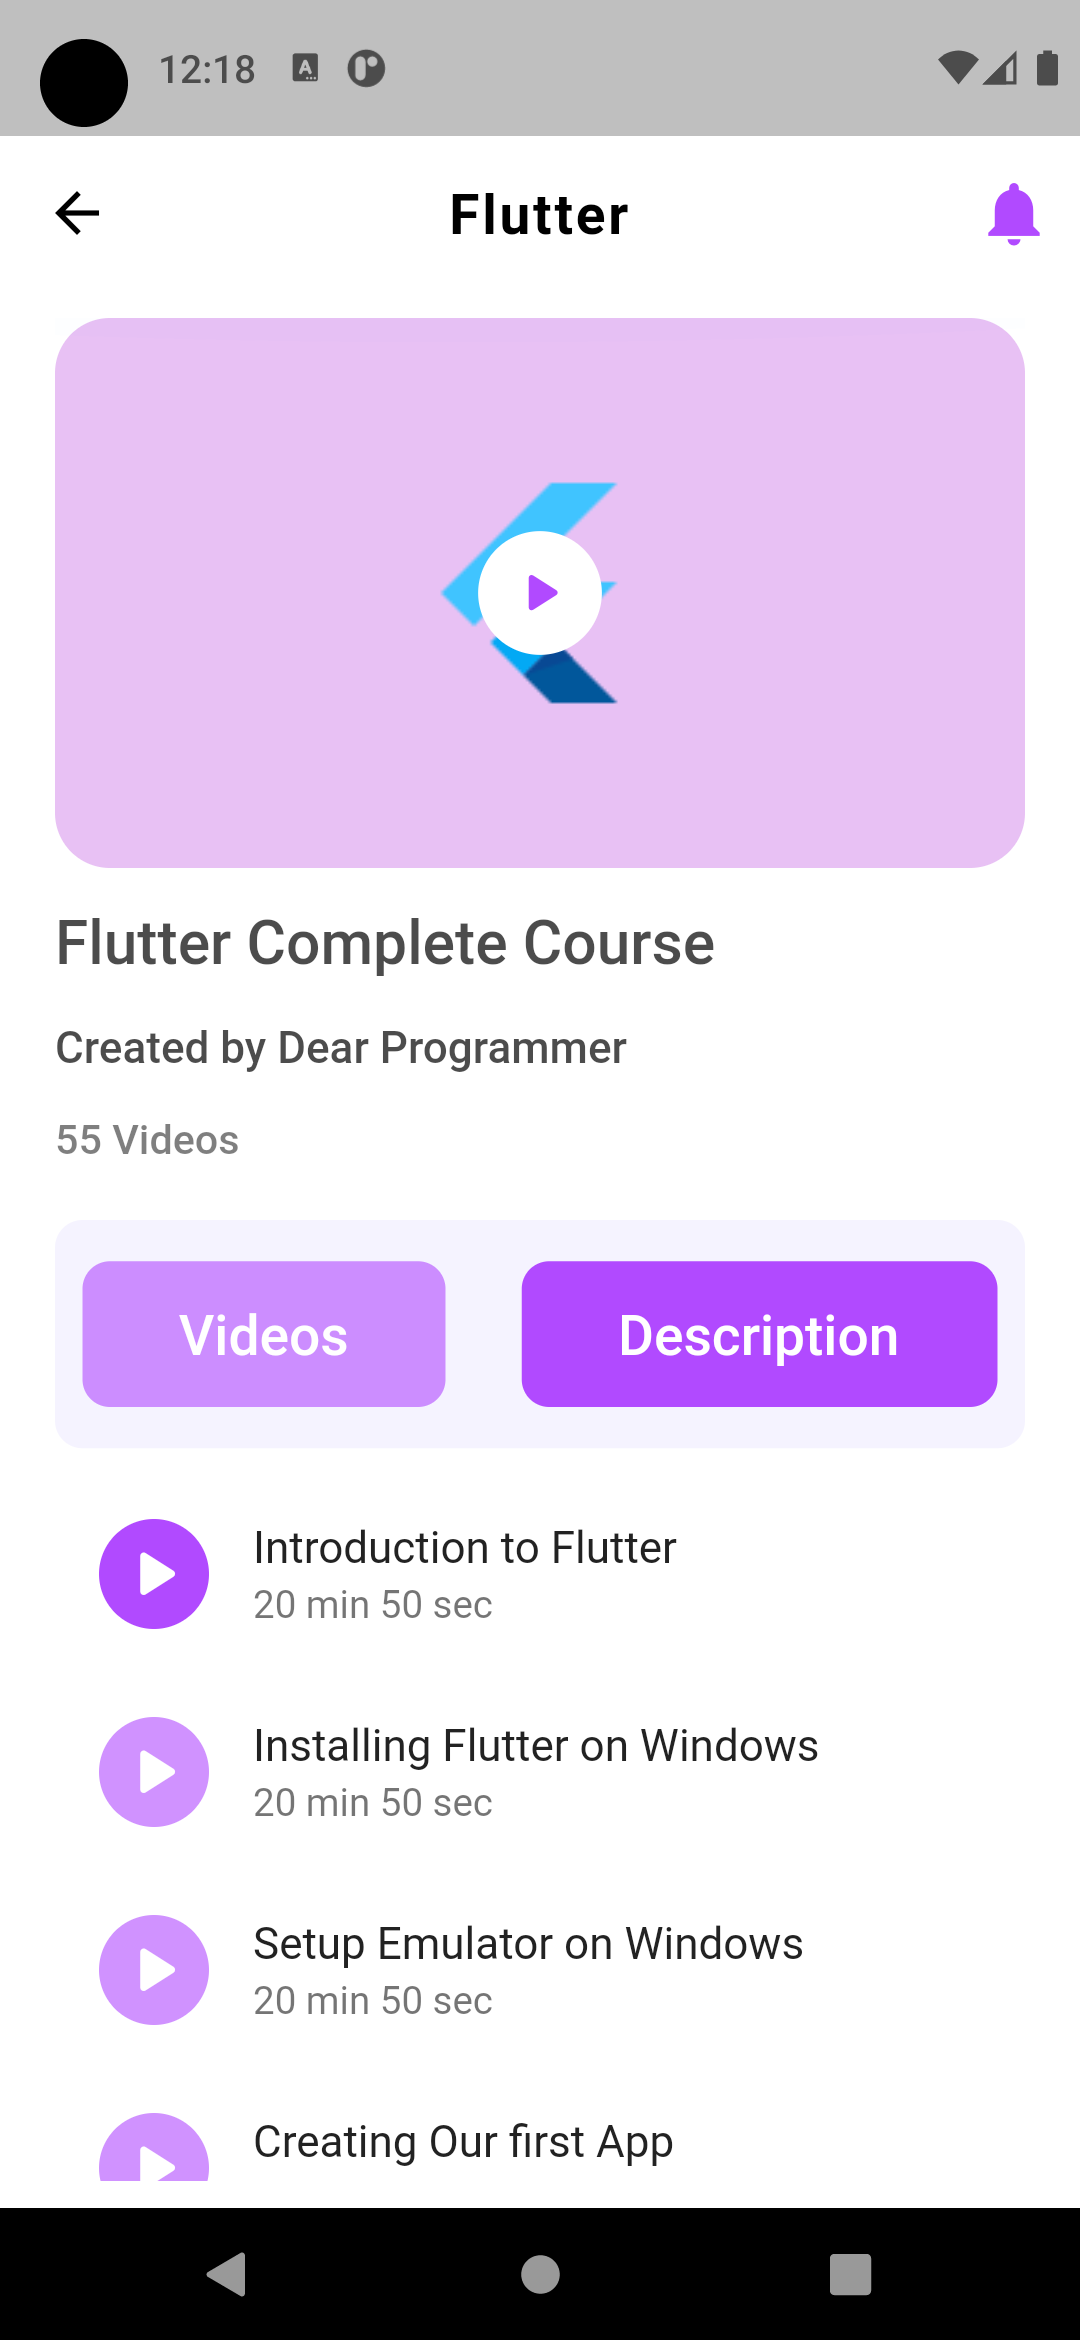 12:18
Flutter
Flutter Complete Course
Created by Dear Programmer
55 Videos
Videos
Description
Introduction to Flutter
20 min 50 sec
Installing Flutter on Windows
20 min 50 sec
Setup Emulator on Windows
20 min 50 sec
Creating Our first App